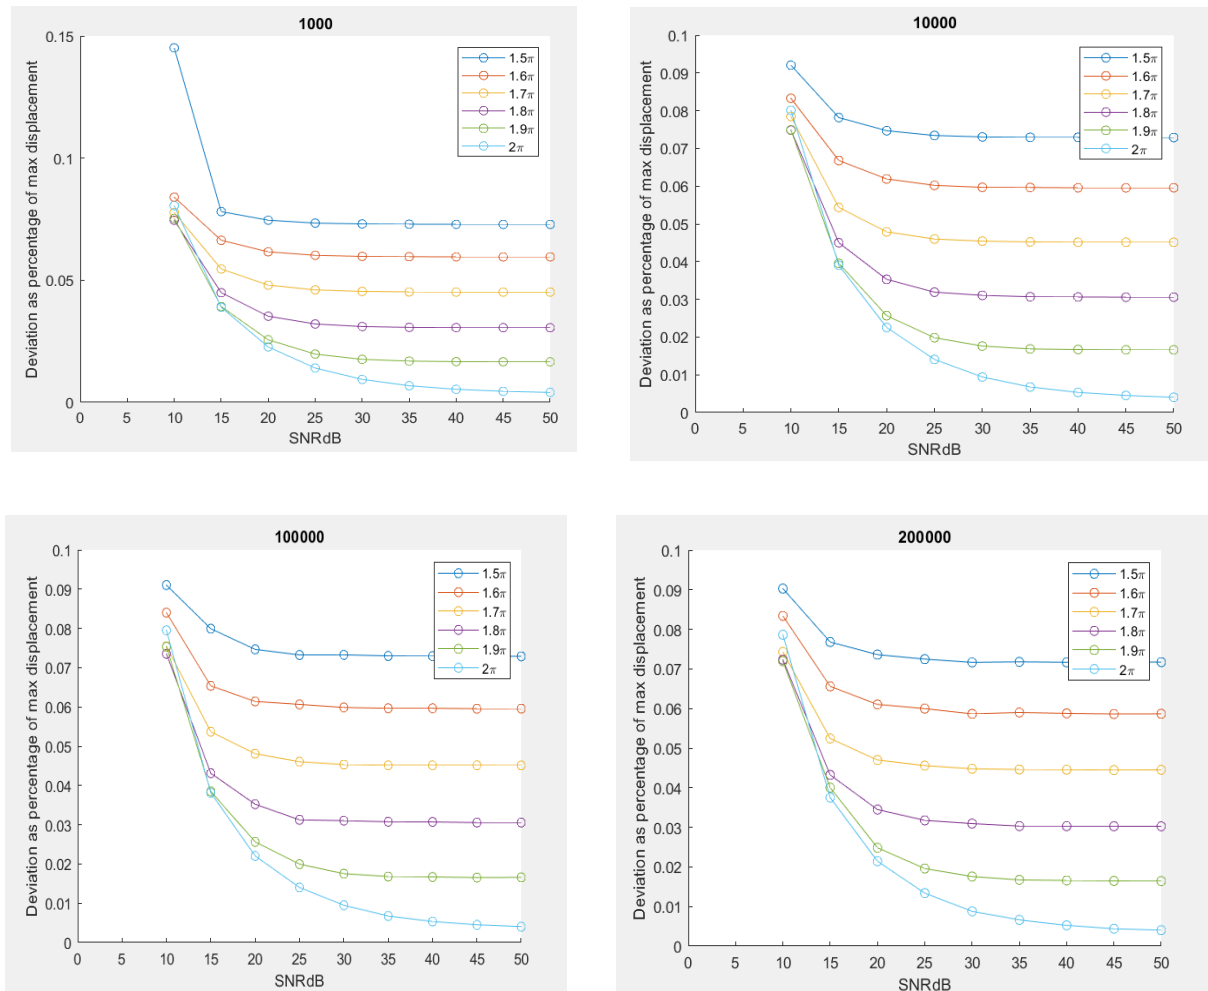 1000
Deviation as percentage of max displacement
0.15
0.1
0.05
0
0 5 10 15 20 25 30 35 40 45 50
SNRdB
1.5π
1.6π
1.7π
1.8π
1.9π
2π
10000
Deviation as percentage of max displacement
0.1
0.09
0.08
0.07
0.06
0.05
0.04
0.03
0.02
0.01
0
0 5 10 15 20 25 30 35 40 45 50
SNRdB
1.5π
1.6π
1.7π
1.8π
1.9π
2π
100000
Deviation as percentage of max displacement
0.1
0.09
0.08
0.07
0.06
0.05
0.04
0.03
0.02
0.01
0
0 5 10 15 20 25 30 35 40 45 50
SNRdB
1.5π
1.6π
1.7π
1.8π
1.9π
2π
200000
Deviation as percentage of max displacement
0.1
0.09
0.08
0.07
0.06
0.05
0.04
0.03
0.02
0.01
0
0 5 10 15 20 25 30 35 40 45 50
SNRdB
1.5π
1.6π
1.7π
1.8π
1.9π
2π